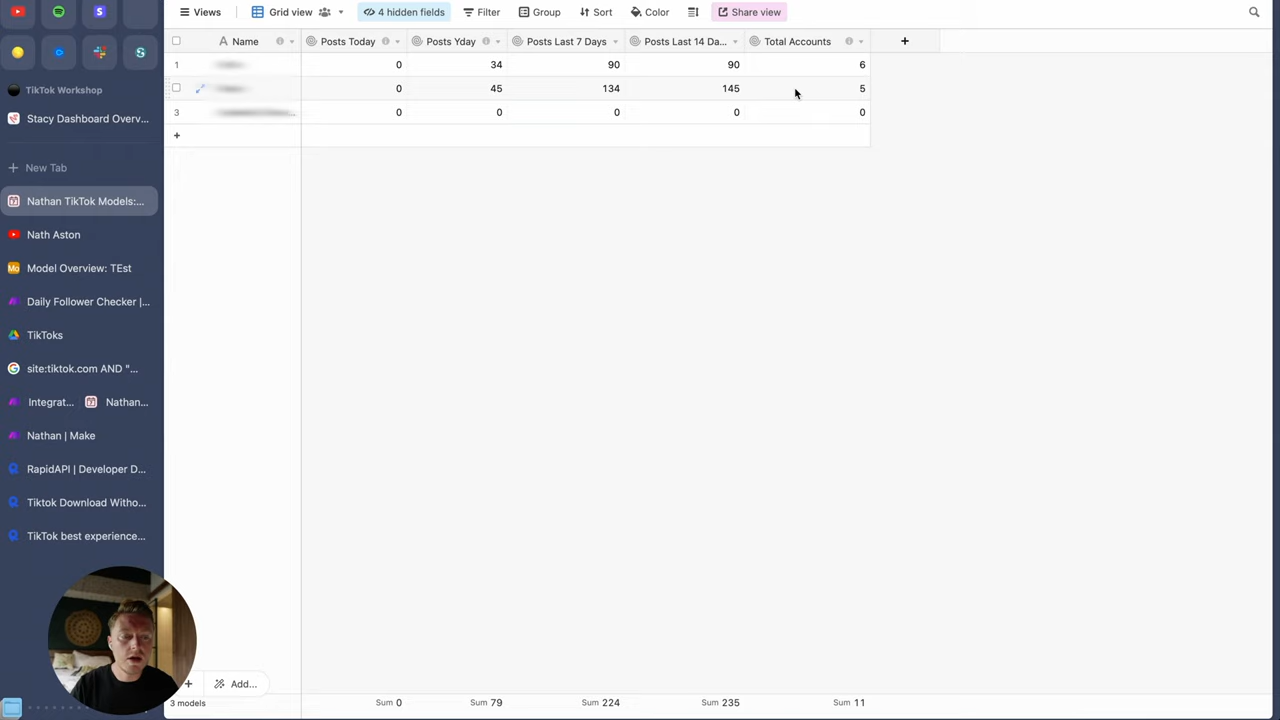 Views
Grid view
4 hidden fields
Filter
Group
Sort
Color
Share view
Name
Posts Today
Posts Yday
Posts Last 7 Days
Posts Last 14 Da...
Total Accounts
1 0 34 90 90 6
0 45 134 145 5
3 0 0 0 0 0
TikTok Workshop
Stacy Dashboard Overv...
New Tab
Nathan TikTok Models:...
Nath Aston
Model Overview: TEst
Daily Follower Checker |...
TikToks
site:tiktok.com AND "...
Integrat... Nathan...
Nathan | Make
RapidAPI | Developer D...
Tiktok Download Witho...
TikTok best experience...
Add...
3 models
Sum 0
Sum 79
Sum 224
Sum 235
Sum 11